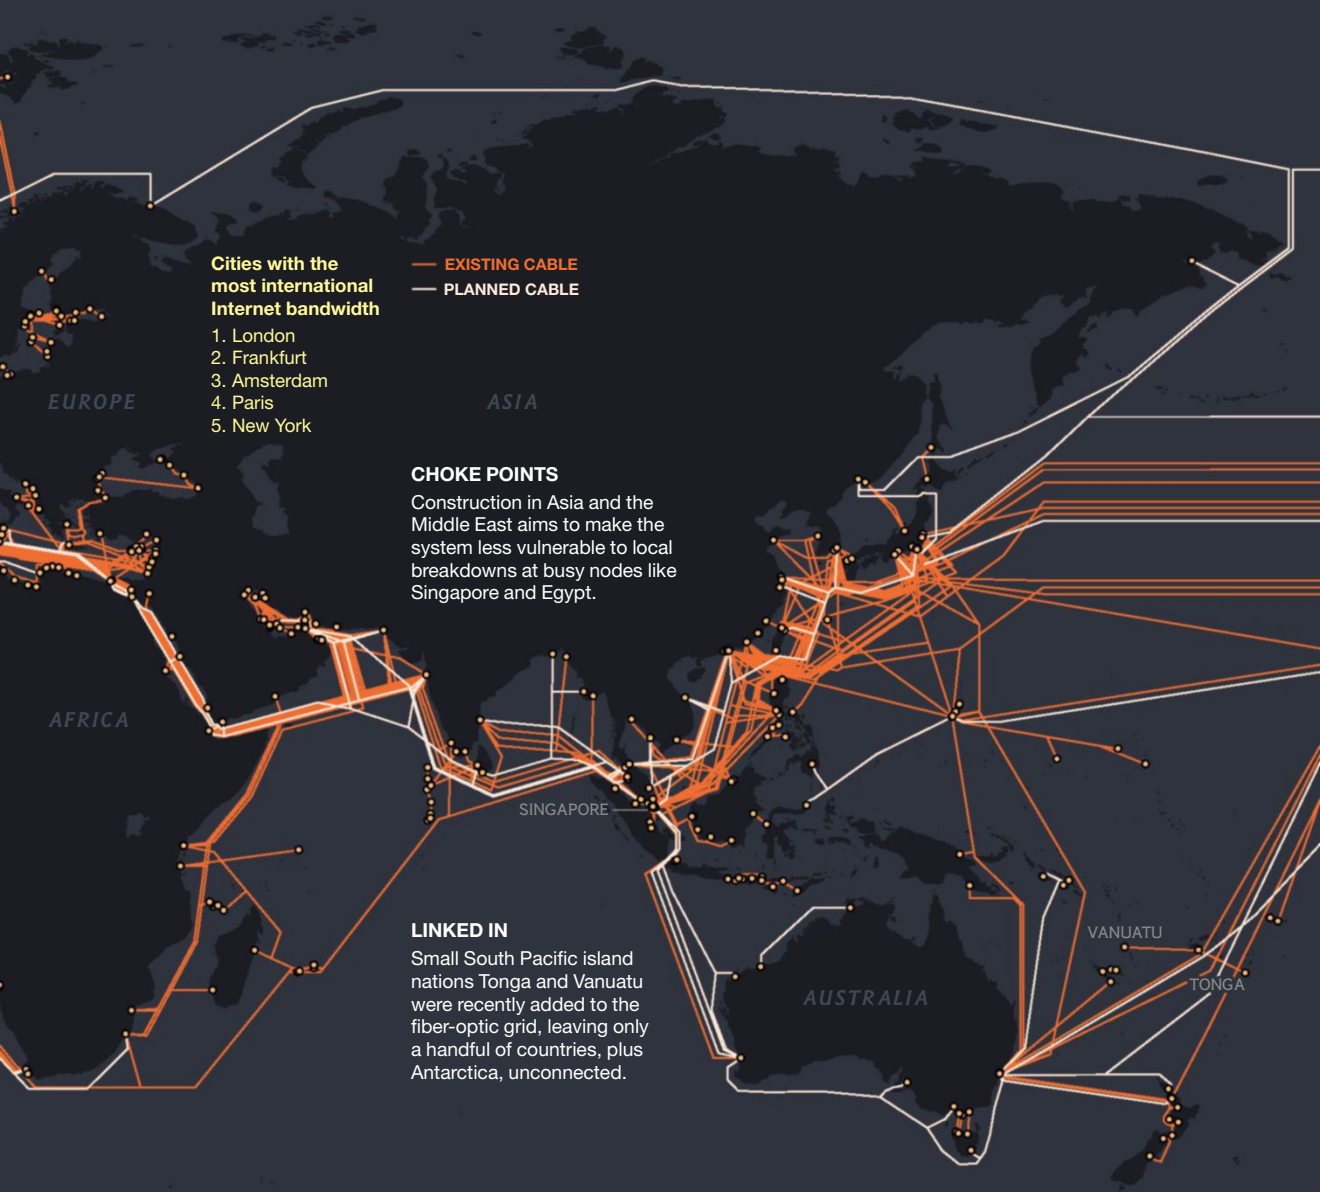 Cities with the
most international
Internet bandwidth
1. London
2. Frankfurt
3. Amsterdam
4. Paris
5. New York
EXISTING CABLE
PLANNED CABLE
EUROPE
ASIA
CHOKE POINTS
Construction in Asia and the
Middle East aims to make the
system less vulnerable to local
breakdowns at busy nodes like
Singapore and Egypt.
AFRICA
SINGAPORE
LINKED IN
Small South Pacific island
nations Tonga and Vanuatu
were recently added to the
fiber-optic grid, leaving only
a handful of countries, plus
Antarctica, unconnected.
VANUATU
TONGA
AUSTRALIA